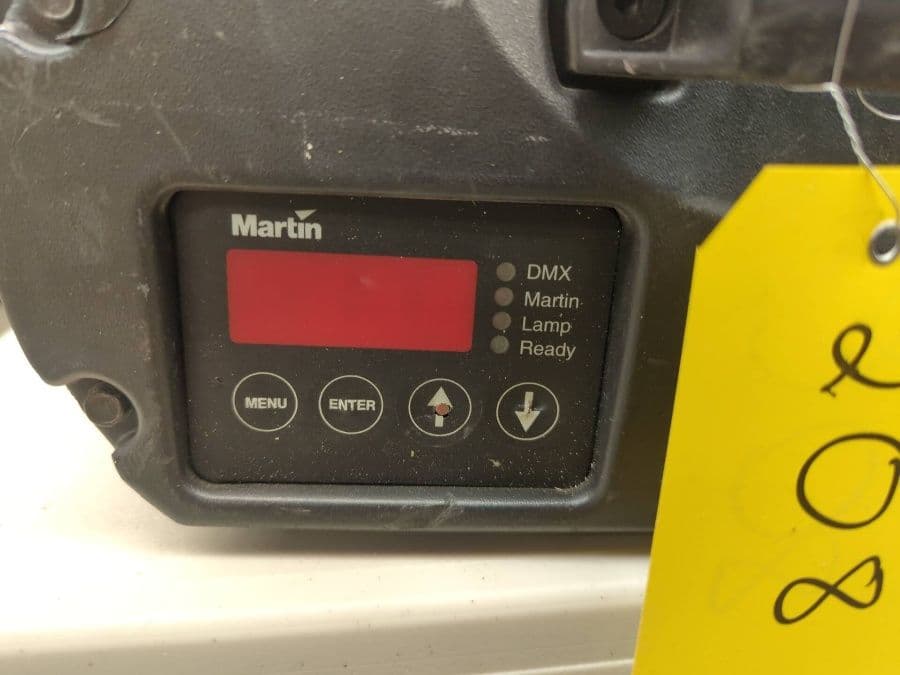 Martin
DMX
Martin
Lamp
Ready
MENU
ENTER